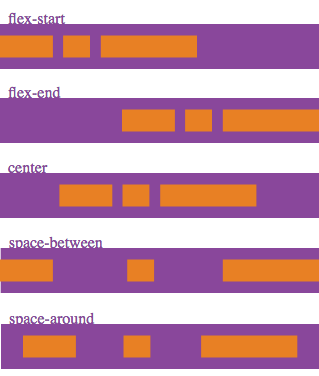 flex-start
flex-end
center
space-between
space-around